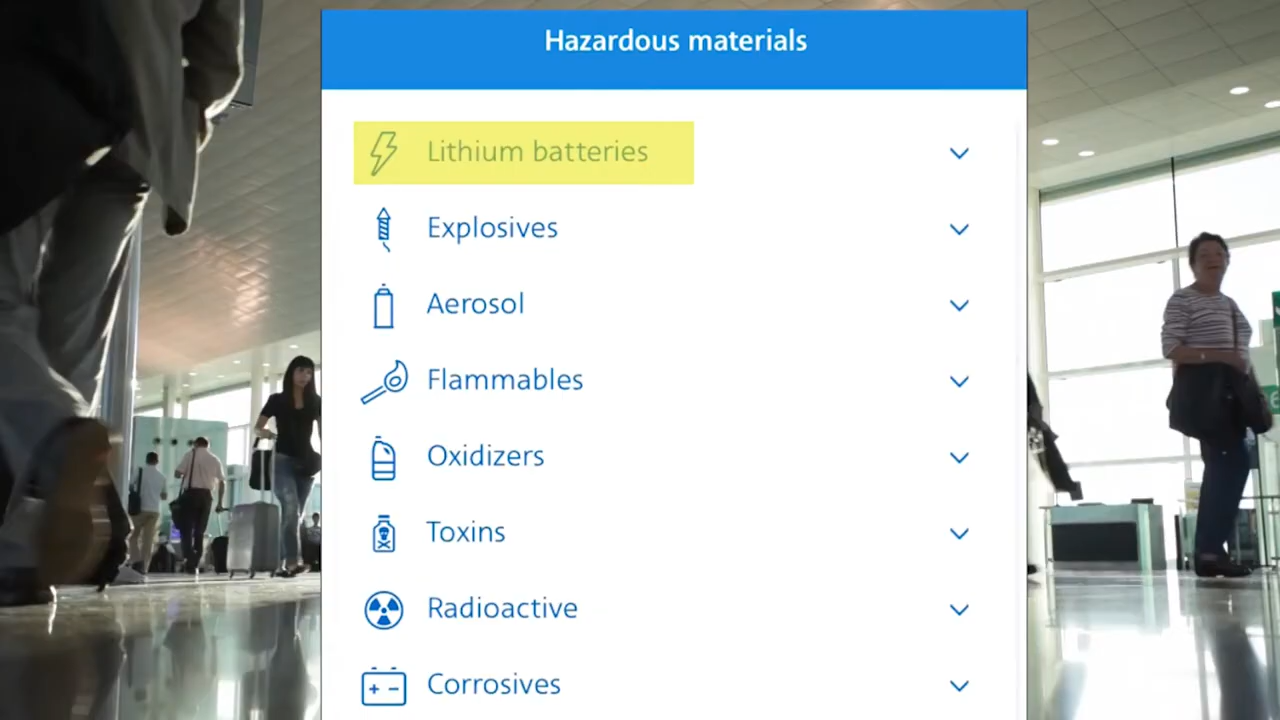 Hazardous materials
Lithium batteries
Explosives
Aerosol
Flammables
Oxidizers
Toxins
Radioactive
Corrosives